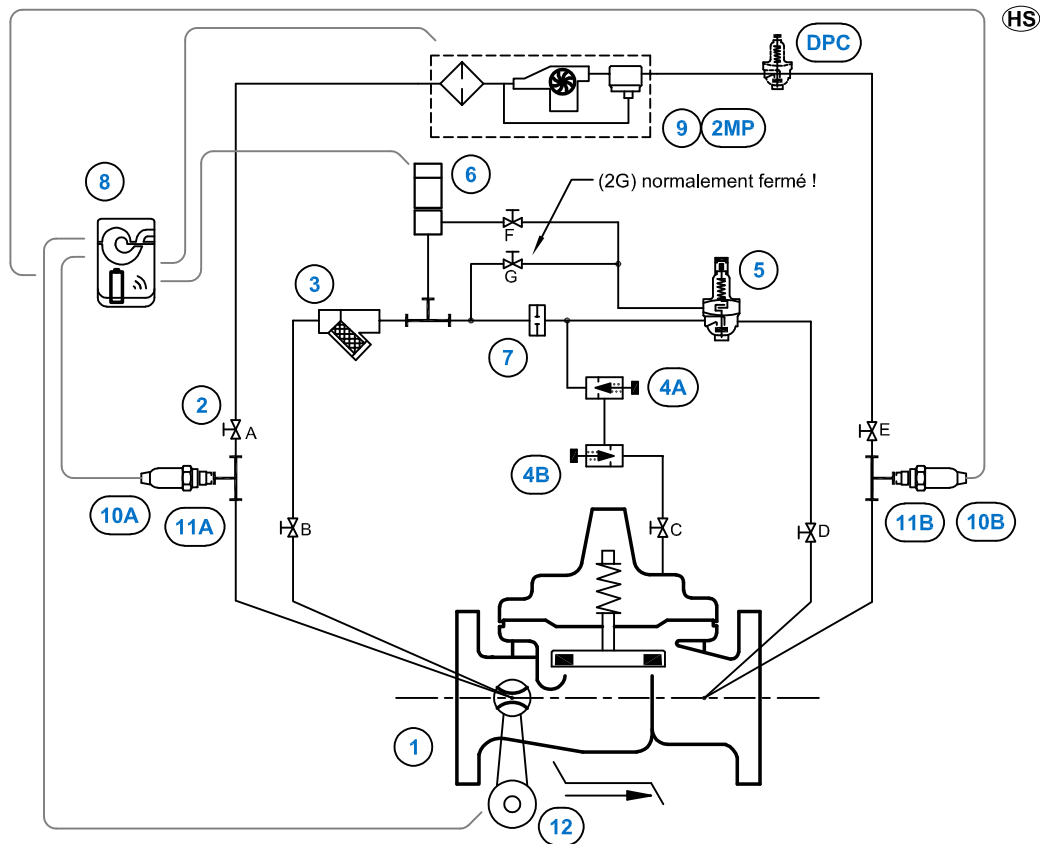 HS
DPC
9 2MP
6
(2G) normalement fermé !
8
F
G
5
3
7
4A
2
A
E
4B
10A
11A
B
C
D
11B
10B
1
12